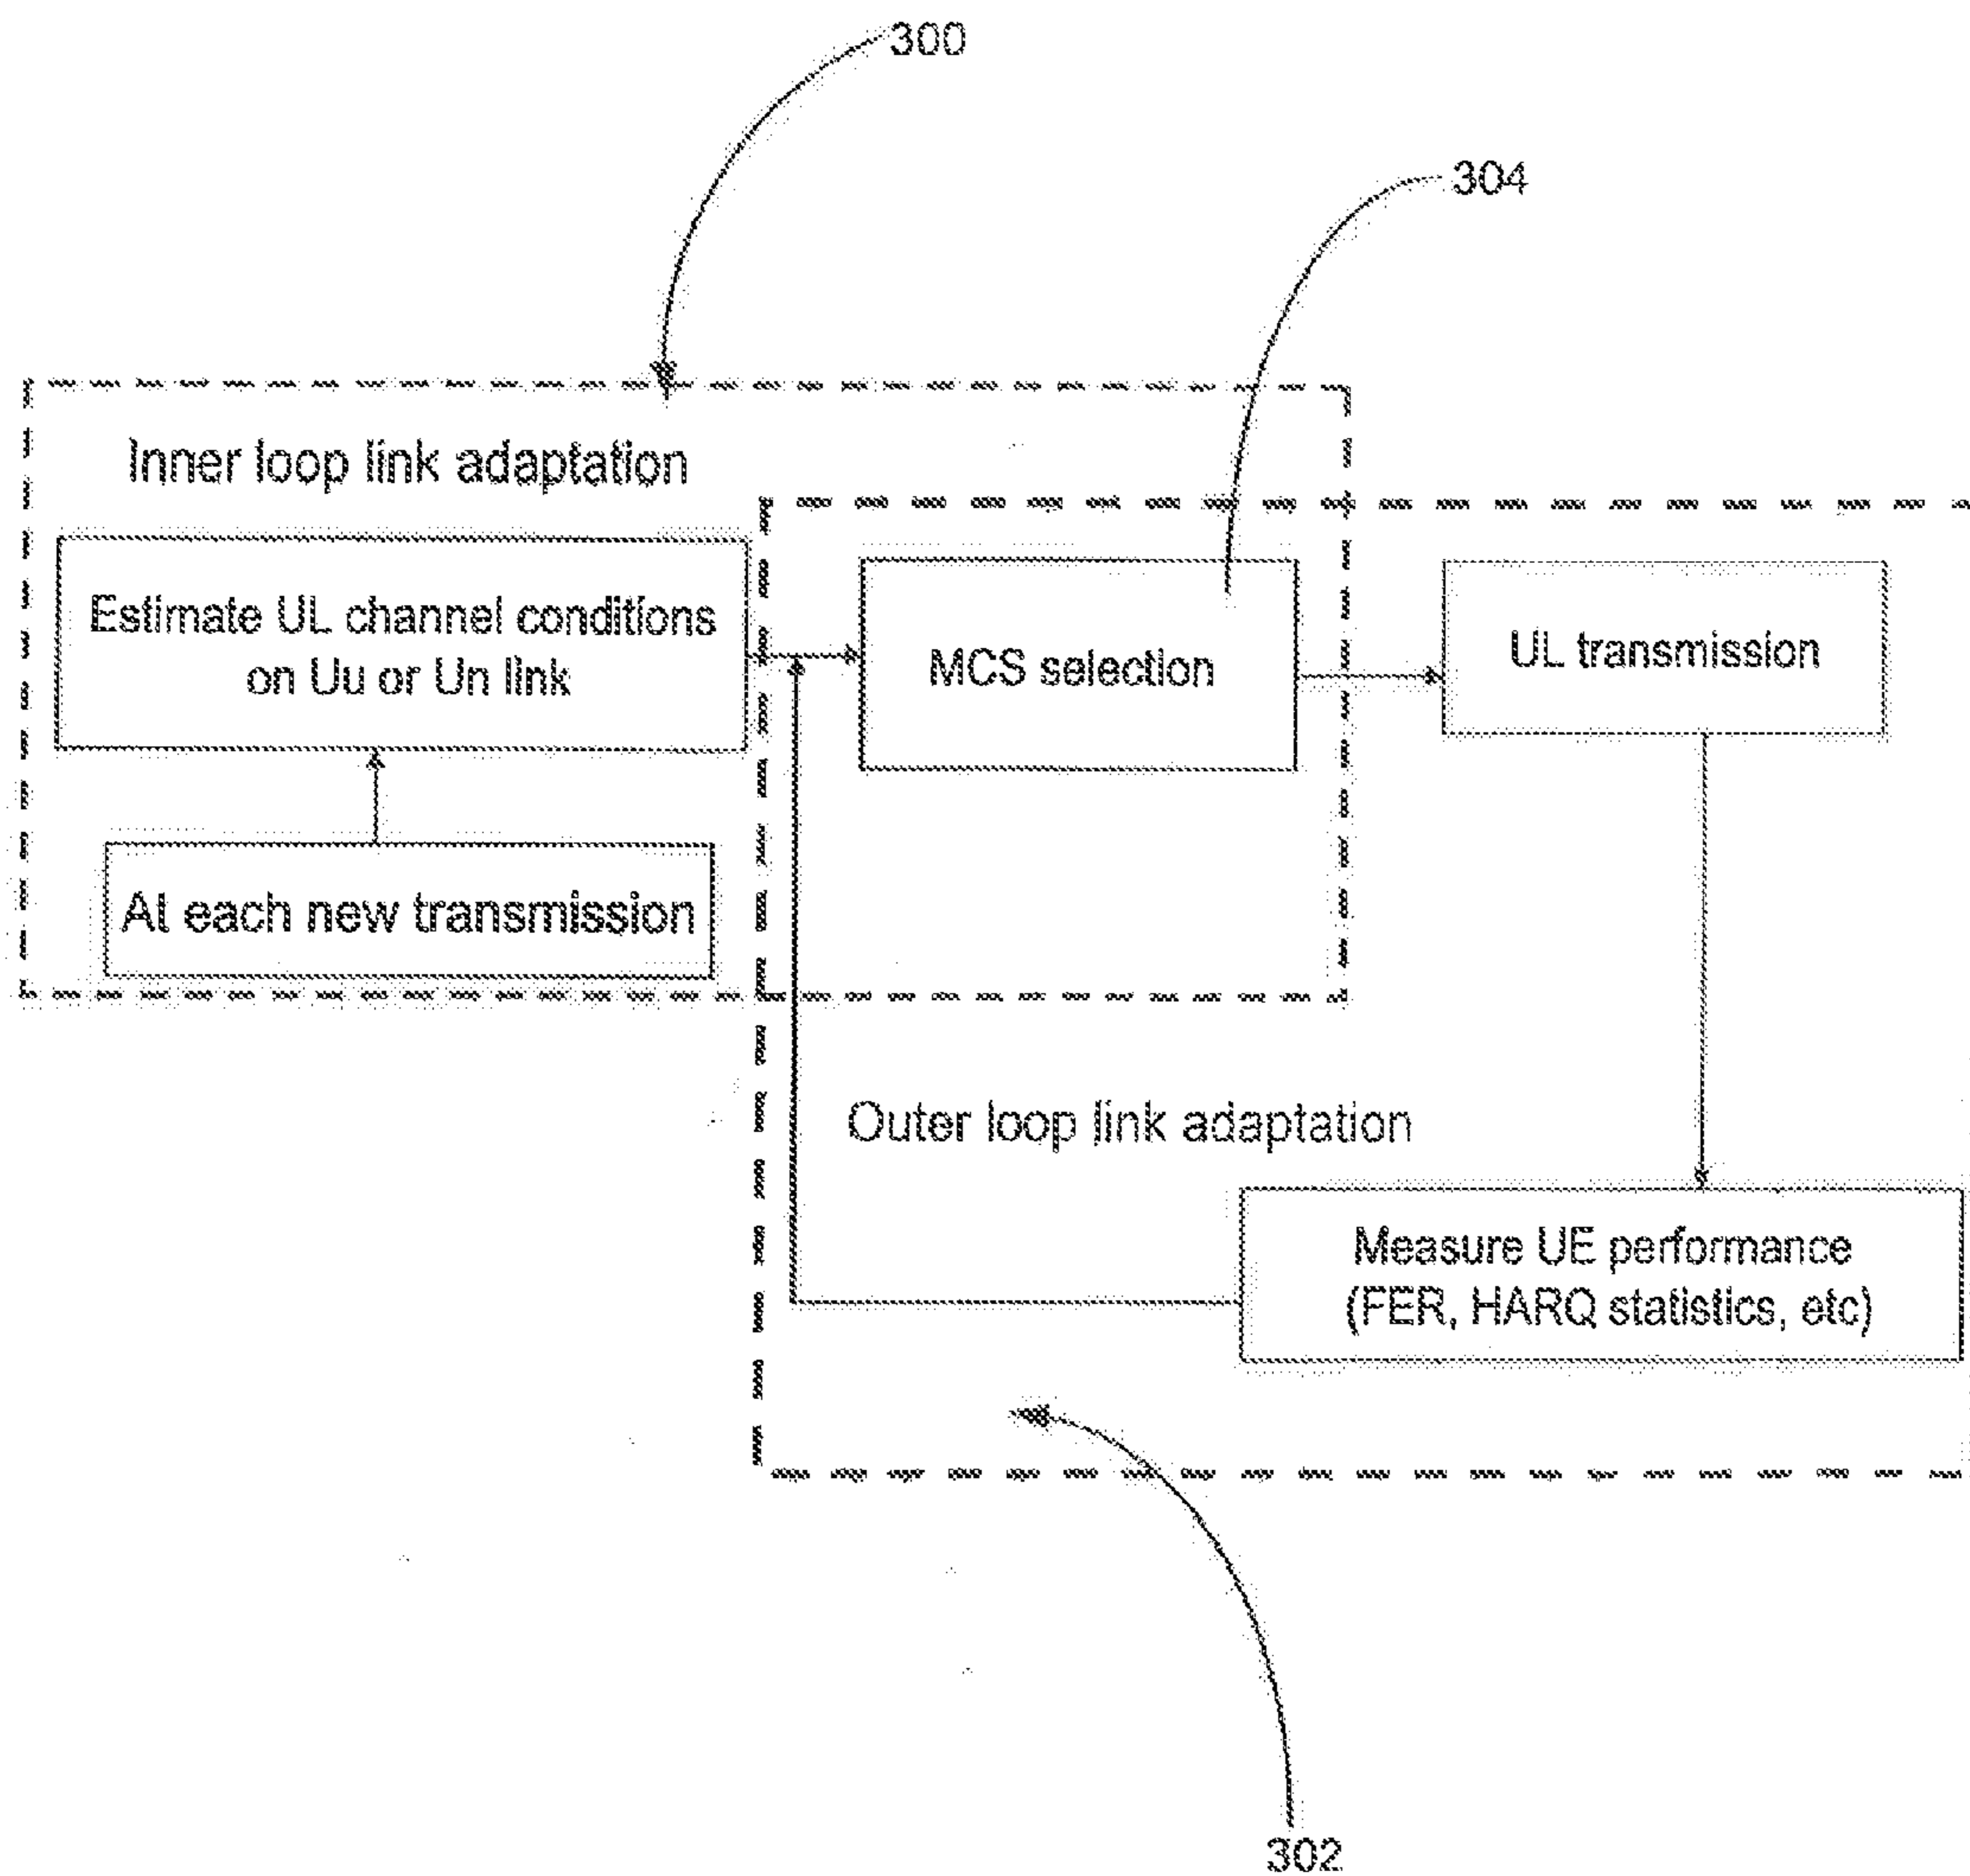 300
304
Inner loop link adaptation
Estimate UL channel conditions
on Uu or Un link
MCS selection
UL transmission
At each new transmission
Outer loop link adaptation
Measure UE performance
(FER, HARQ statistics, etc)
302